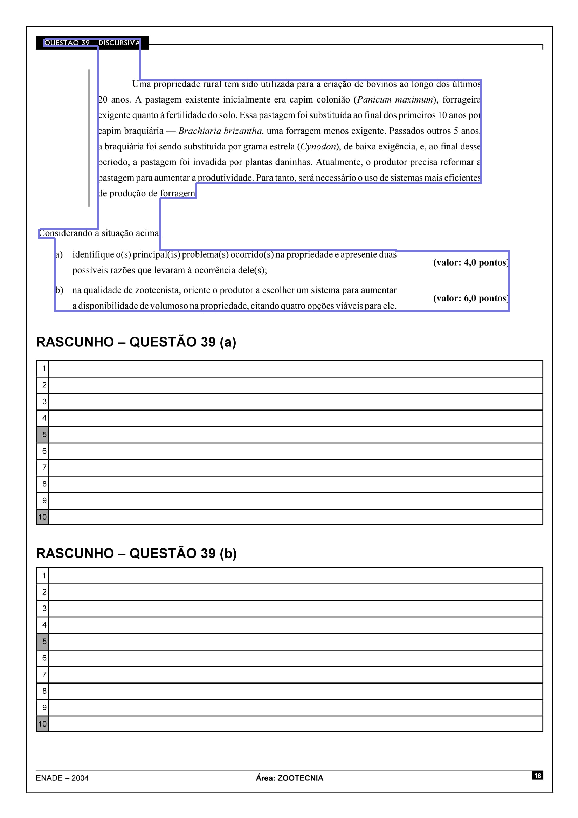 QUESTÃO 39 – DISCURSIVA
Uma propriedade rural tem sido utilizada para a criação de bovinos ao longo dos últimos
20 anos. A pastagem existente inicialmente era capim colonião (Panicum maximum), forrageira
exigente quanto à fertilidade do solo. Essa pastagem foi substituída ao final dos primeiros 10 anos por
capim braquiária — Brachiaria brizantha, uma forragem menos exigente. Passados outros 5 anos,
a braquiária foi sendo substituída por grama estrela (Cynodon), de baixa exigência, e, ao final desse
período, a pastagem foi invadida por plantas daninhas. Atualmente, o produtor precisa reformar a
pastagem para aumentar a produtividade. Para tanto, será necessário o uso de sistemas mais eficientes
de produção de forragem.
Considerando a situação acima,
a) identifique o(s) principal(is) problema(s) ocorrido(s) na propriedade e apresente duas
possíveis razões que levaram à ocorrência dele(s);
(valor: 4,0 pontos)
b) na qualidade de zootecnista, oriente o produtor a escolher um sistema para aumentar
a disponibilidade de volumoso na propriedade, citando quatro opções viáveis para ele.
(valor: 6,0 pontos)
RASCUNHO – QUESTÃO 39 (a)
1
2
3
4
5
6
7
8
9
10
RASCUNHO – QUESTÃO 39 (b)
1
2
3
4
5
6
7
8
9
10
ENADE – 2004
Área: ZOOTECNIA
16